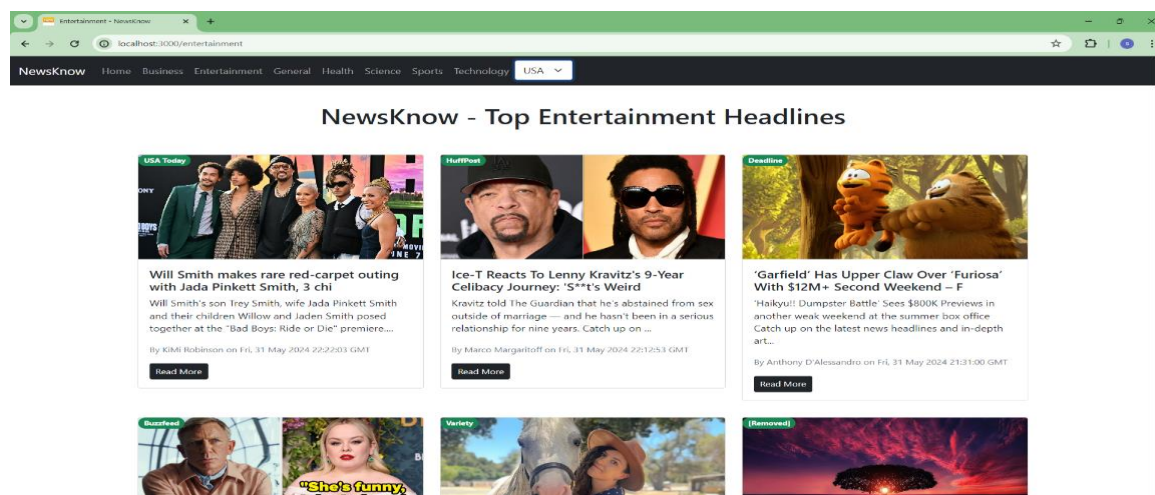 Entertainment - NewsKnow
localhost:3000/entertainment
NewsKnow Home Business Entertainment General Health Science Sports Technology USA
NewsKnow - Top Entertainment Headlines
USA Today
Will Smith makes rare red-carpet outing
with Jada Pinkett Smith, 3 chi
Will Smith's son Trey Smith, wife Jada Pinkett Smith
and their children Willow and Jaden Smith posed
together at the "Bad Boys: Ride or Die" premiere....
By KiMi Robinson on Fri, 31 May 2024 22:22:03 GMT
Read More
HuffPost
Ice-T Reacts To Lenny Kravitz's 9-Year
Celibacy Journey: 'S**t's Weird
Kravitz told The Guardian that he's abstained from sex
outside of marriage — and he hasn't been in a serious
relationship for nine years. Catch up on ...
By Marco Margaritoff on Fri, 31 May 2024 22:12:53 GMT
Read More
Deadline
'Garfield' Has Upper Claw Over 'Furiosa'
With $12M+ Second Weekend – F
'Haikyu!! Dumpster Battle' Sees $800K Previews in
another weak weekend at the summer box office
Catch up on the latest news headlines and in-depth
art...
By Anthony D'Alessandro on Fri, 31 May 2024 21:31:00 GMT
Read More
Buzzfeed
"She's funny,
Variety
[Removed]